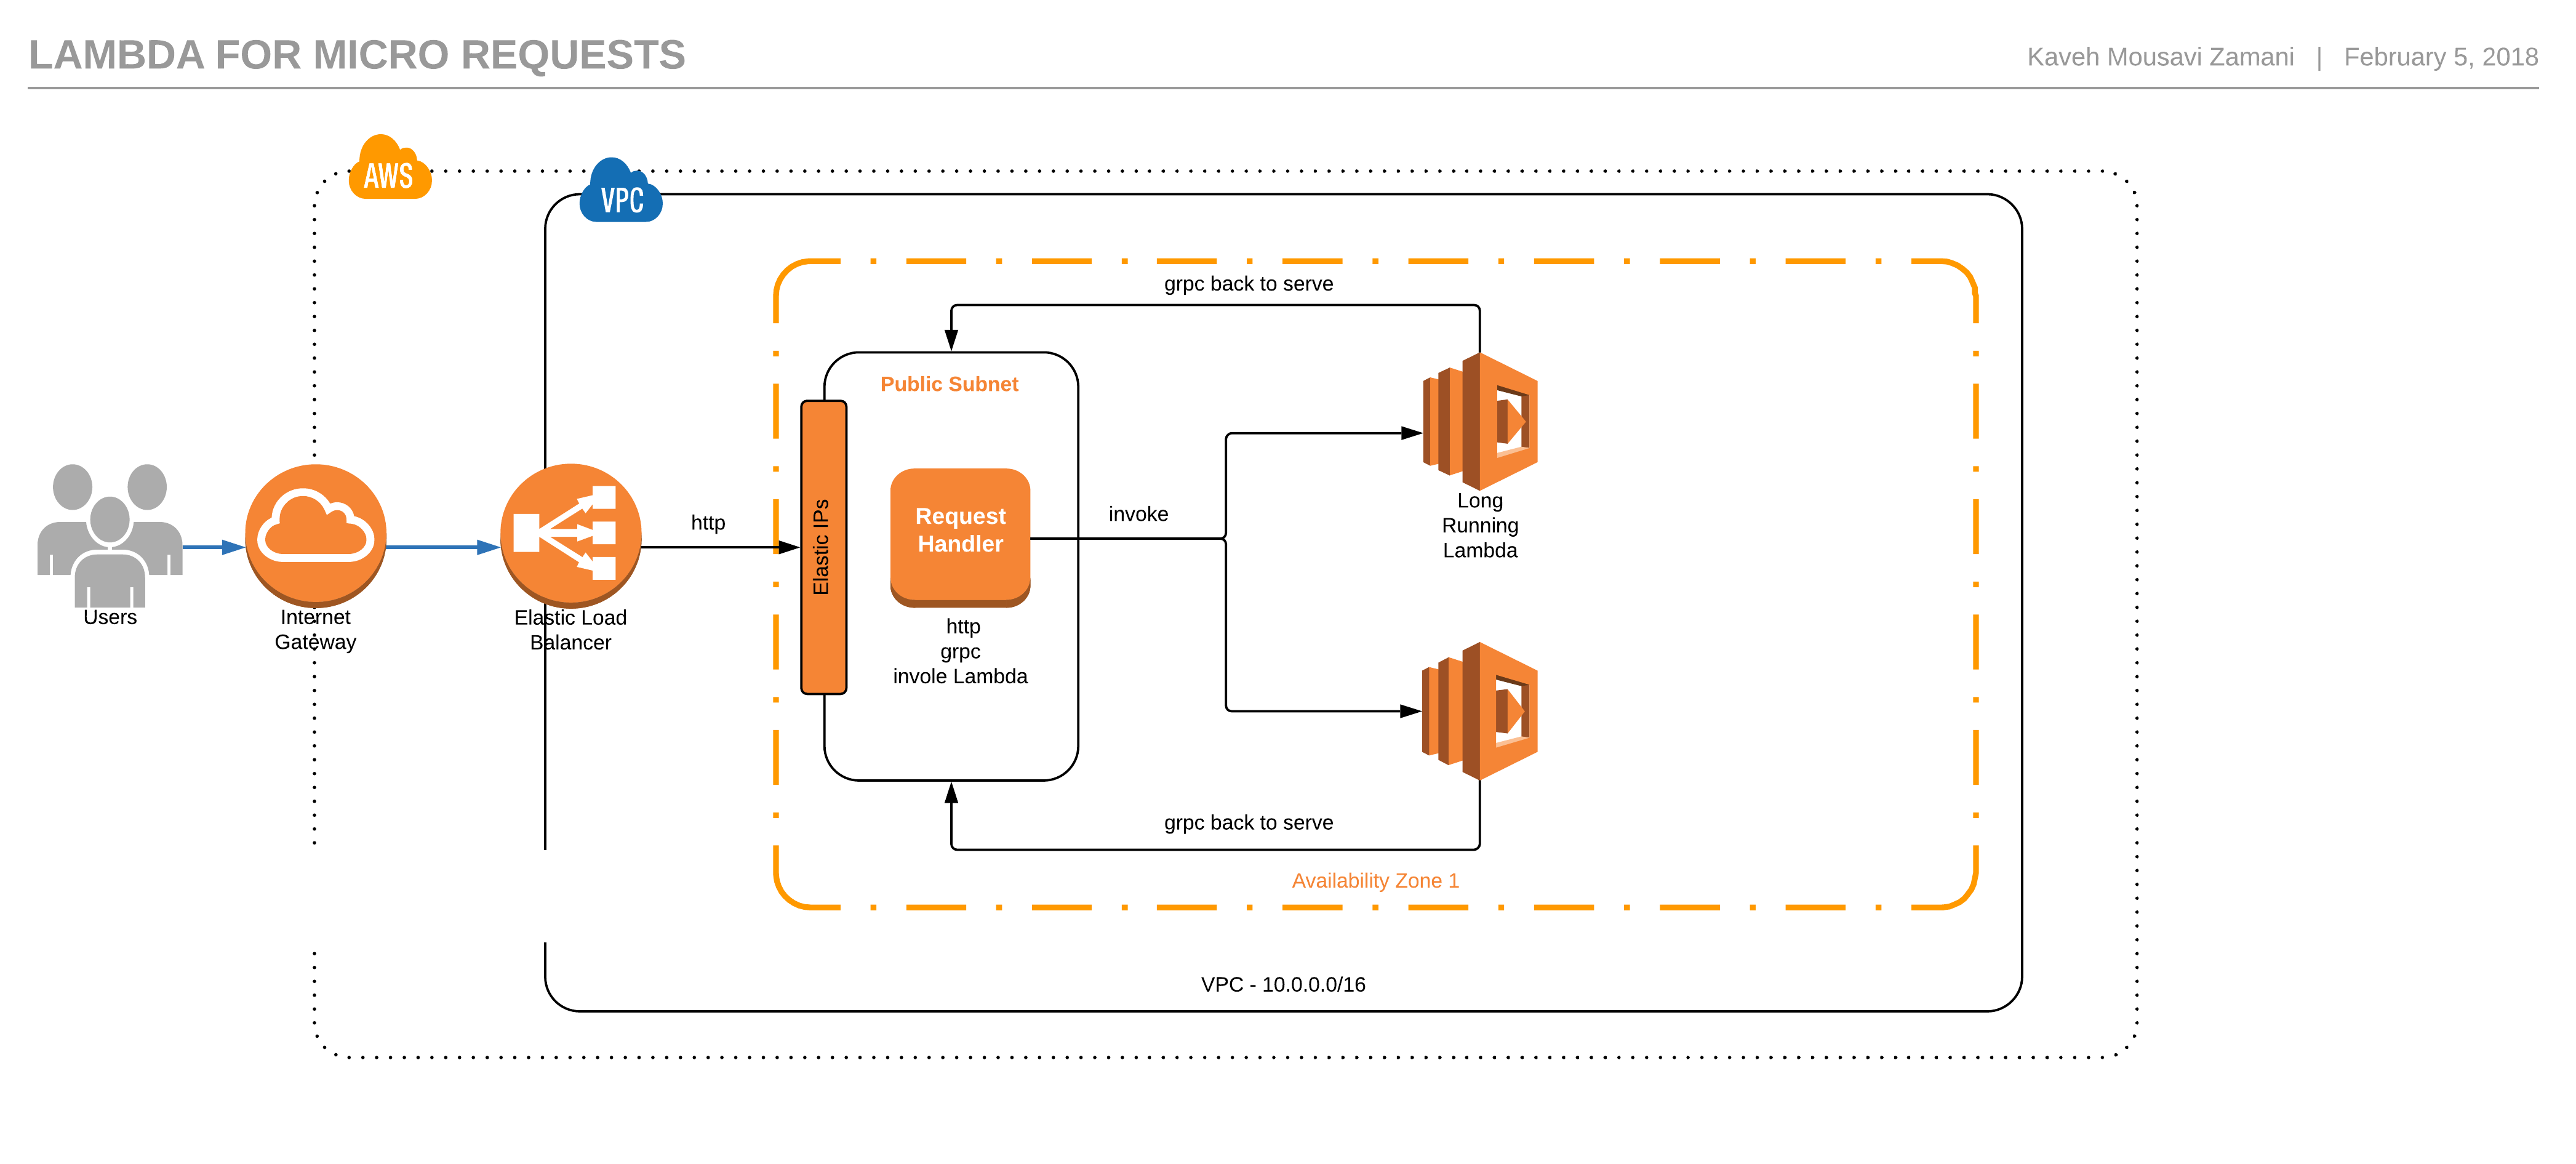 LAMBDA FOR MICRO REQUESTS
Kaveh Mousavi Zamani | February 5, 2018
AWS
VPC
grpc back to serve
Public Subnet
Elastic IPs
Request
Handler
http
grpc
invole Lambda
http
invoke
Long
Running
Lambda
Users
Internet
Gateway
Elastic Load
Balancer
grpc back to serve
Availability Zone 1
VPC - 10.0.0.0/16